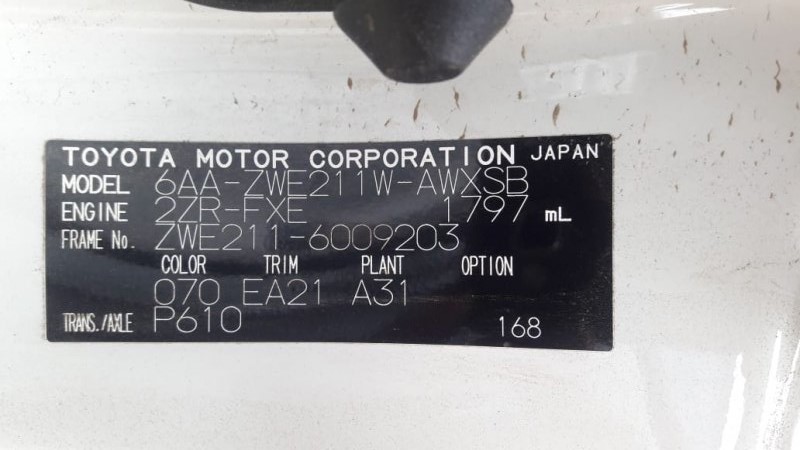 TOYOTA MOTOR CORPORATION JAPAN
MODEL 6AA-ZWE211W-AWXSB
ENGINE 2ZR-FXE 1797 mL
FRAME No. ZWE211-6009203
COLOR TRIM PLANT OPTION
070 EA21 A31
TRANS./AXLE P610 168